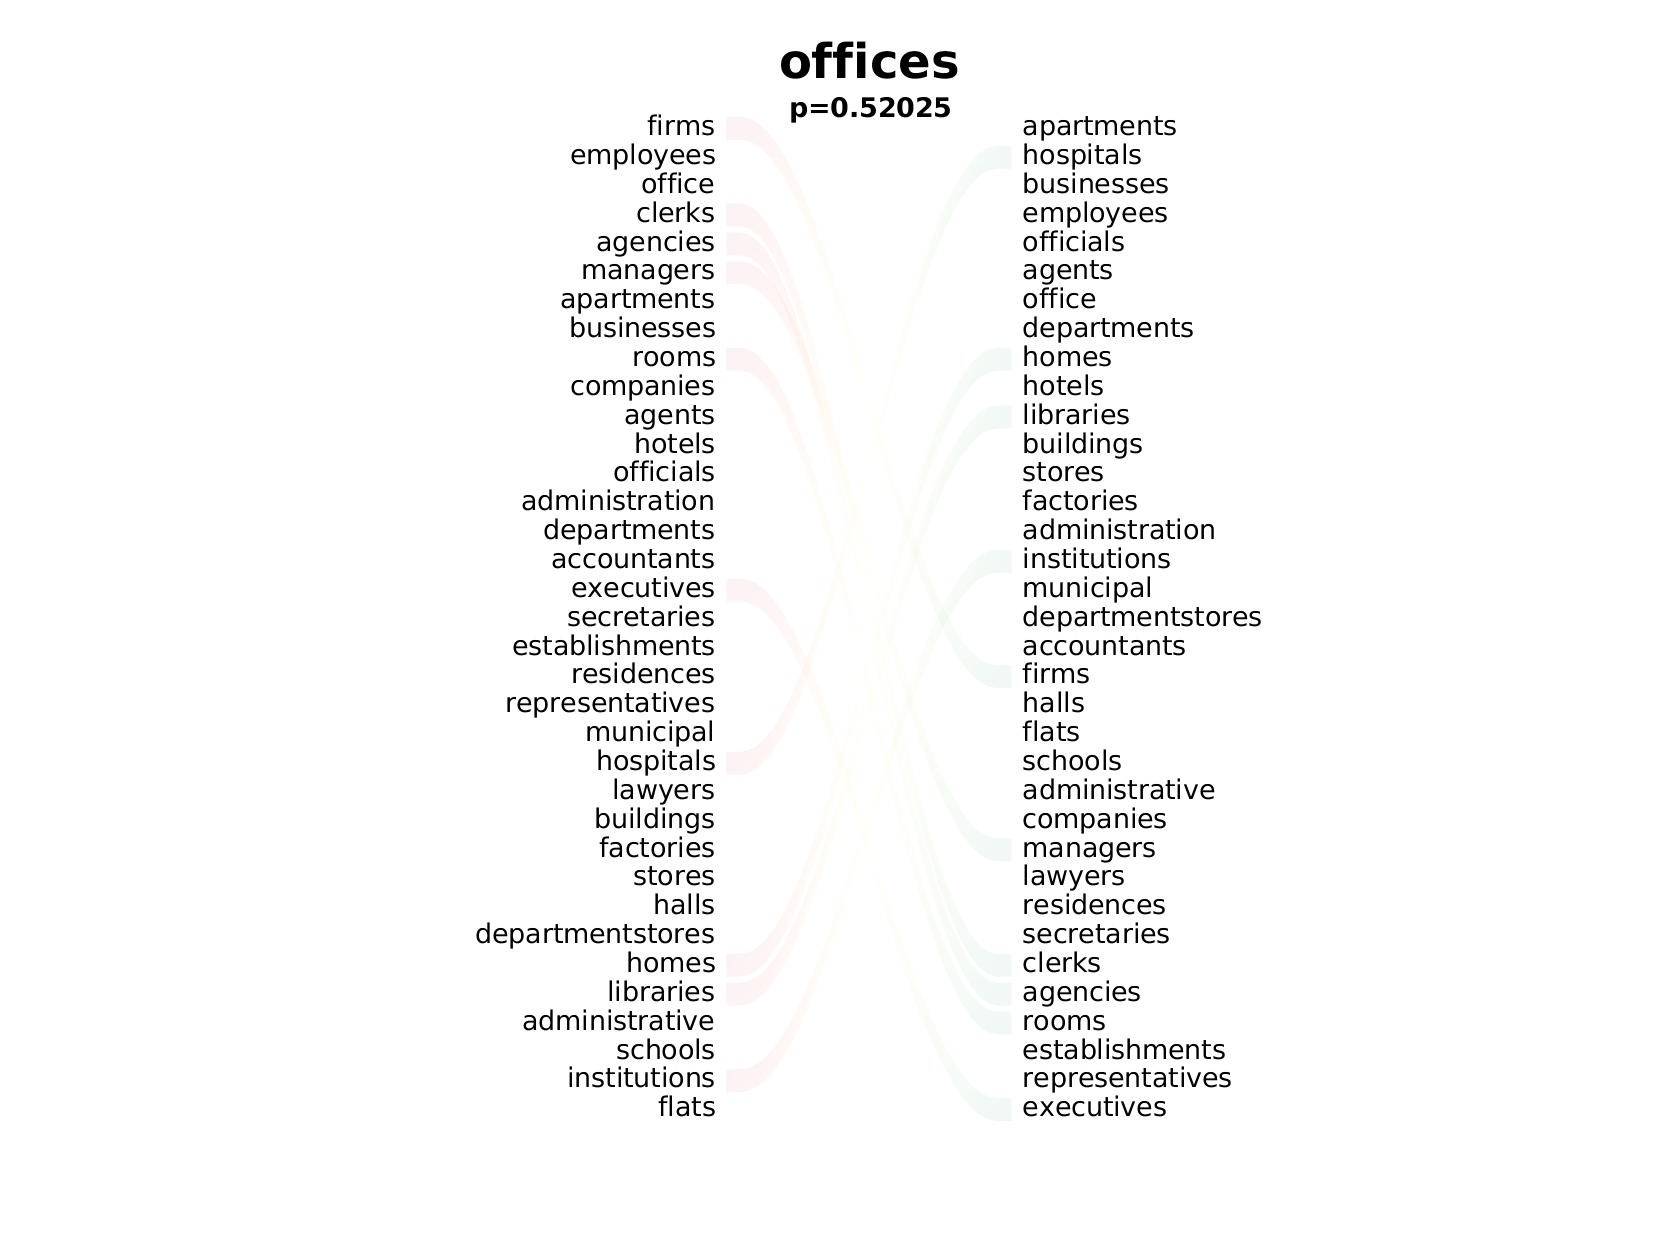 offices
p=0.52025
firms apartments
employees hospitals
office businesses
clerks employees
agencies officials
managers agents
apartments office
businesses departments
rooms homes
companies hotels
agents libraries
hotels buildings
officials stores
administration factories
departments administration
accountants institutions
executives municipal
secretaries departmentstores
establishments accountants
residences firms
representatives halls
municipal flats
hospitals schools
lawyers administrative
buildings companies
factories managers
stores lawyers
halls residences
departmentstores secretaries
homes clerks
libraries agencies
administrative rooms
schools establishments
institutions representatives
flats executives